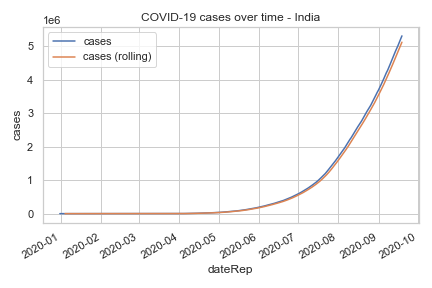 COVID-19 cases over time - India
1e6
cases
cases (rolling)
5
4
3
2
1
0
cases
2020-01
2020-02
2020-03
2020-04
2020-05
2020-06
2020-07
2020-08
2020-09
2020-10
dateRep